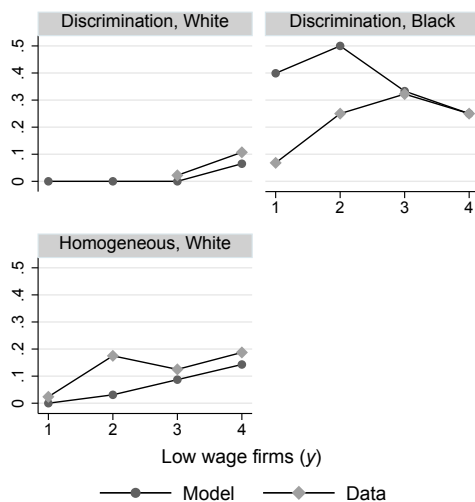 Discrimination, White
Discrimination, Black
0 .1 .2 .3 .4 .5
1 2 3 4
Homogeneous, White
0 .1 .2 .3 .4 .5
1 2 3 4
Low wage firms (y)
Model Data